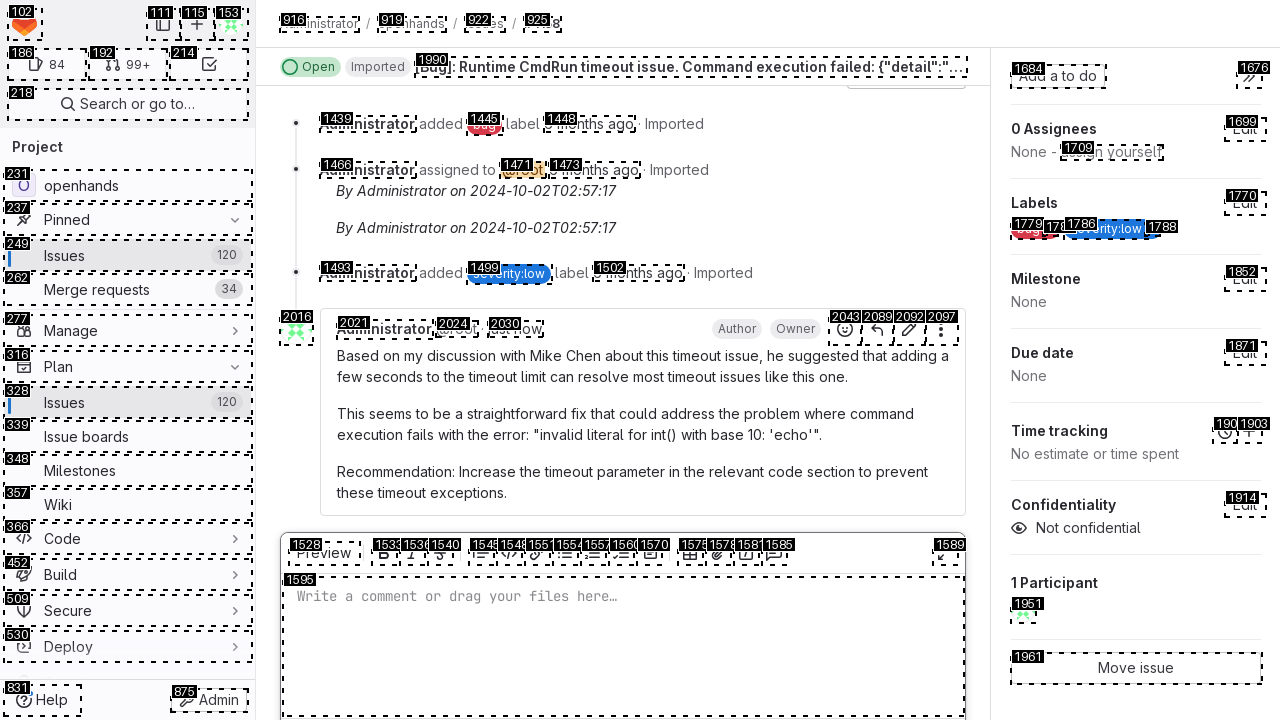 102 111 115 153
186 84 192 99+ 214
218 Search or go to…
Project
231 openhands
237 Pinned
249 Issues 120
262 Merge requests 34
277 Manage
316 Plan
328 Issues 120
339 Issue boards
348 Milestones
357 Wiki
366 Code
452 Build
509 Secure
530 Deploy
831 Help 875 Admin
916 919 922 925
/ / /
Open Imported 1990 [Bug]: Runtime CmdRun timeout issue. Command execution failed: {"detail":"…
1439 Administrator added 1445 bug label 1448 months ago · Imported
1466 Administrator assigned to 1471 @root 1473 months ago · Imported
By Administrator on 2024-10-02T02:57:17
By Administrator on 2024-10-02T02:57:17
1493 Administrator added 1499 severity:low label 1502 months ago · Imported
2016 2021 Administrator 2024 @root · 2030 just now Author Owner 2043 2089 2092 2097
Based on my discussion with Mike Chen about this timeout issue, he suggested that adding a
few seconds to the timeout limit can resolve most timeout issues like this one.
This seems to be a straightforward fix that could address the problem where command
execution fails with the error: "invalid literal for int() with base 10: 'echo'".
Recommendation: Increase the timeout parameter in the relevant code section to prevent
these timeout exceptions.
1528 Preview 1533 1536 1540 1545 1548 1551 1554 1557 1560 1570 1575 1578 1581 1585 1589
1595
Write a comment or drag your files here…
1684 Add a to do 1676
0 Assignees 1699 Edit
None - 1709 assign yourself
Labels 1770 Edit
1779 bug 1786 severity:low 1788
Milestone 1852 Edit
None
Due date 1871 Edit
None
Time tracking 1903
No estimate or time spent
Confidentiality 1914 Edit
Not confidential
1 Participant
1951
1961 Move issue